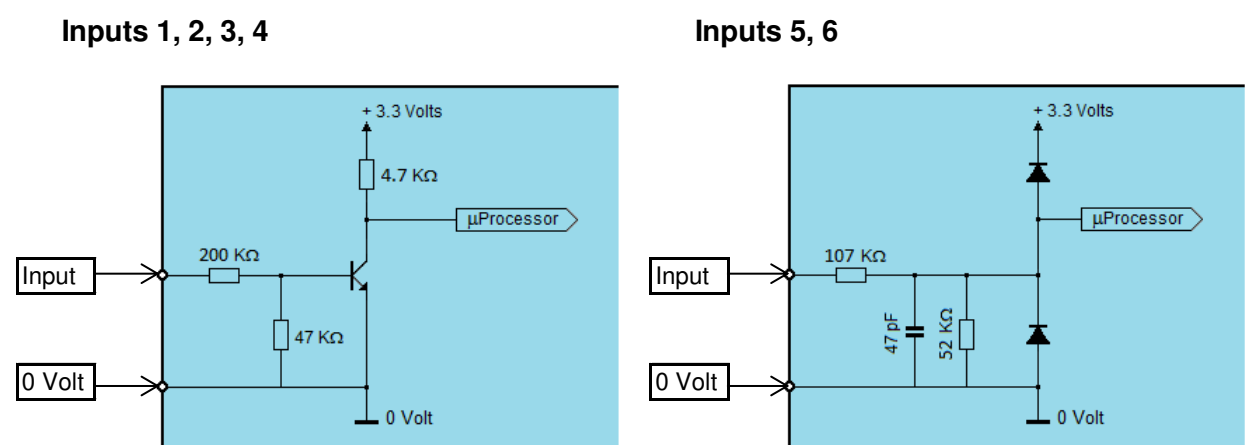 Inputs 1, 2, 3, 4
+ 3.3 Volts
4.7 KΩ
µProcessor
200 KΩ
Input
47 KΩ
0 Volt
0 Volt
Inputs 5, 6
+ 3.3 Volts
µProcessor
107 KΩ
Input
47 pF
52 KΩ
0 Volt
0 Volt